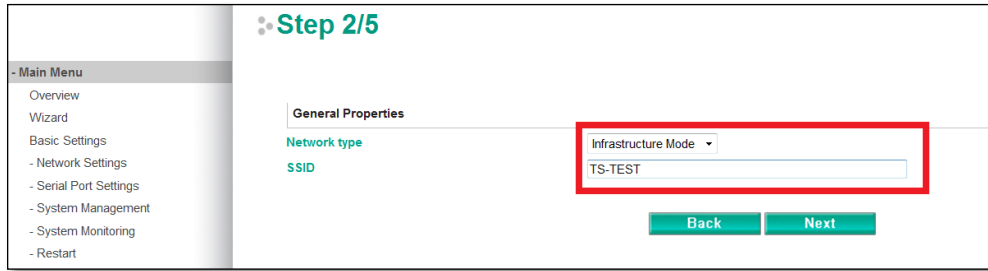 Step 2/5
- Main Menu
Overview
Wizard
Basic Settings
- Network Settings
- Serial Port Settings
- System Management
- System Monitoring
- Restart
General Properties
Network type
Infrastructure Mode
SSID
TS-TEST
Back
Next